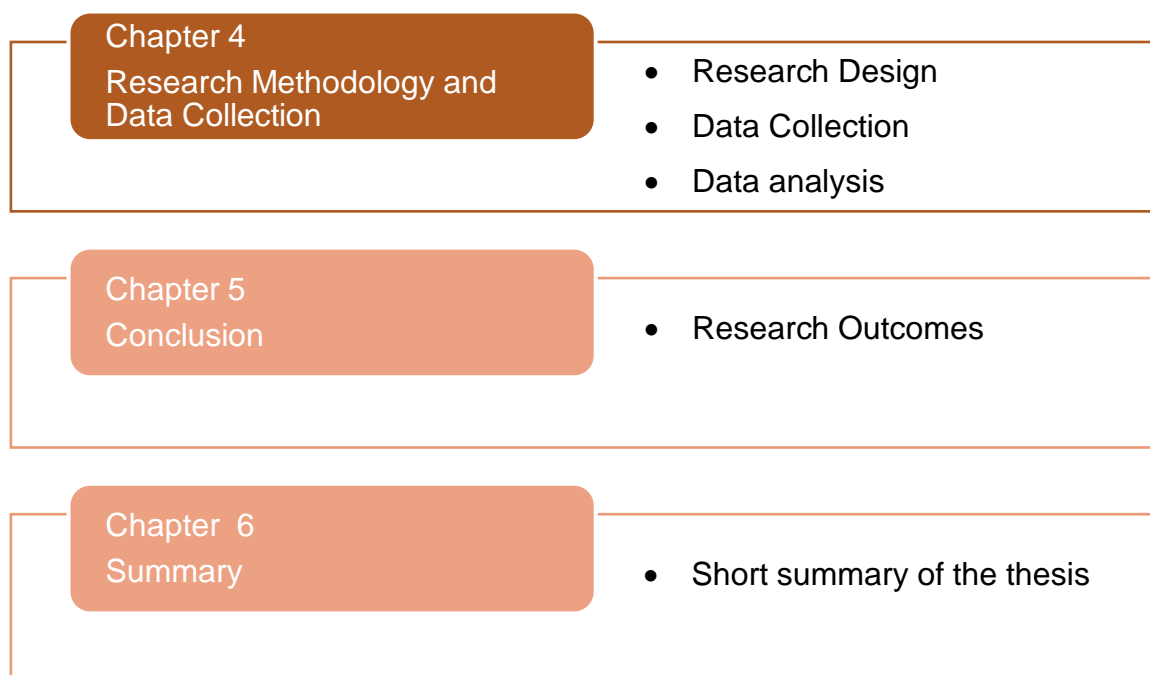 Chapter 4
Research Methodology and
Data Collection
• Research Design
• Data Collection
• Data analysis
Chapter 5
Conclusion
• Research Outcomes
Chapter  6
Summary
• Short summary of the thesis